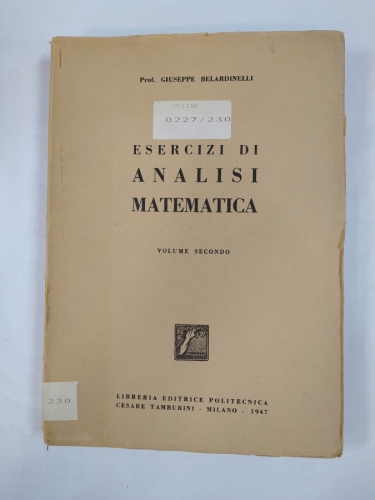 Prof. GIUSEPPE BELARDINELLI
0227/230
ESERCIZI DI
ANALISI
MATEMATICA
VOLUME SECONDO
LIBRERIA EDITRICE POLITECNICA
CESARE TAMBURINI - MILANO - 1947
/230